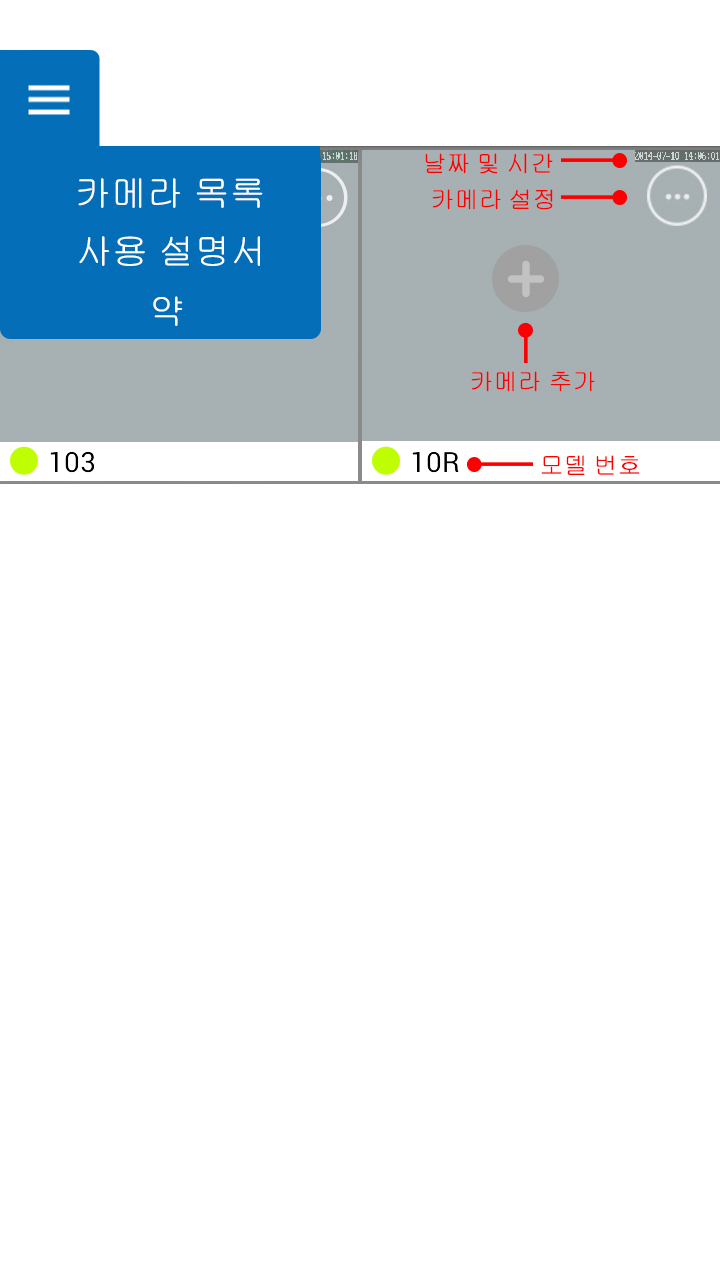 카메라 목록
사용 설명서
약
15:01:18
2014-07-10 14:06:01
날짜 및 시간
카메라 설정
카메라 추가
103
10R
모델 번호